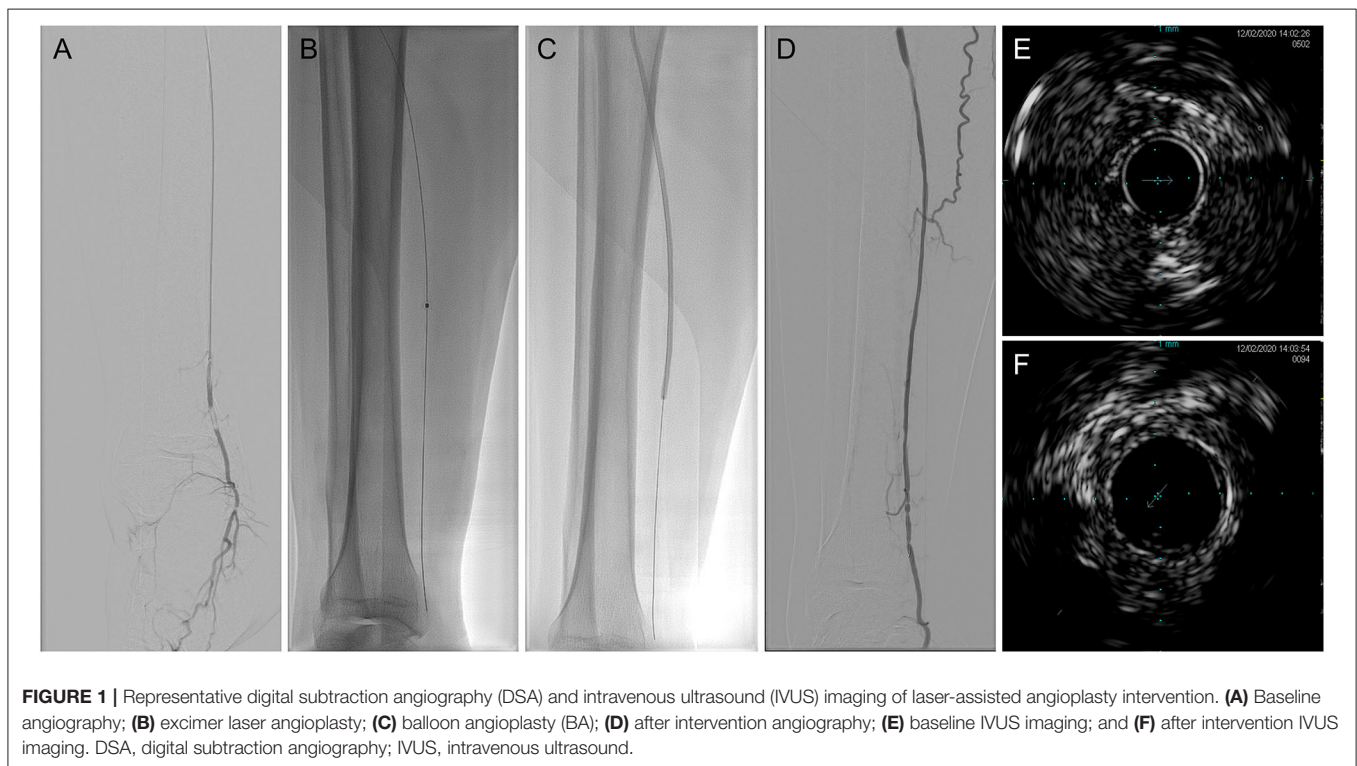 A
B
C
D
E
1 mm
12/02/2020 14:02:26
0502
F
1 mm
12/02/2020 14:03:54
0094
FIGURE 1 | Representative digital subtraction angiography (DSA) and intravenous ultrasound (IVUS) imaging of laser-assisted angioplasty intervention. (A) Baseline
angiography; (B) excimer laser angioplasty; (C) balloon angioplasty (BA); (D) after intervention angiography; (E) baseline IVUS imaging; and (F) after intervention IVUS
imaging. DSA, digital subtraction angiography; IVUS, intravenous ultrasound.